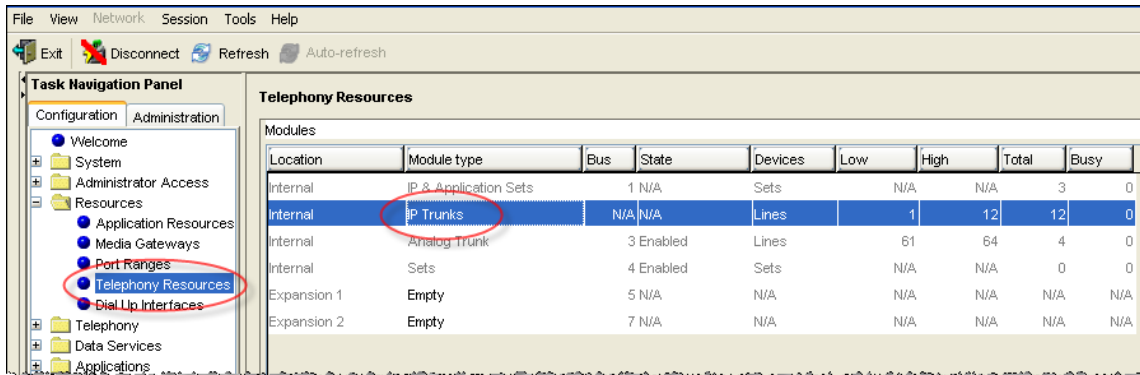 File View Network Session Tools Help
Exit Disconnect Refresh Auto-refresh
Task Navigation Panel
Configuration Administration
Welcome
System
Administrator Access
Resources
Application Resources
Media Gateways
Port Ranges
Telephony Resources
Dial Up Interfaces
Telephony
Data Services
Applications
Telephony Resources
Modules
Location Module type Bus State Devices Low High Total Busy
Internal IP & Application Sets 1 N/A Sets N/A N/A 3 0
Internal IP Trunks N/A N/A Lines 1 12 12 0
Internal Analog Trunk 3 Enabled Lines 61 64 4 0
Internal Sets 4 Enabled Sets N/A N/A 0 0
Expansion 1 Empty 5 N/A N/A N/A N/A N/A N/A
Expansion 2 Empty 7 N/A N/A N/A N/A N/A N/A